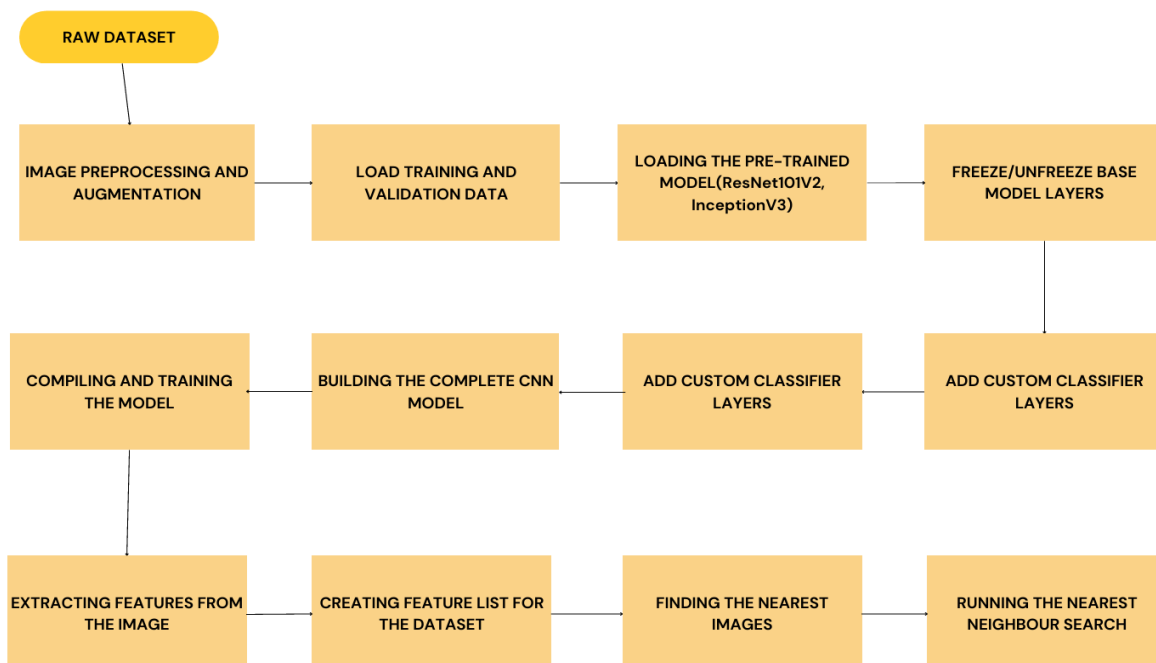 RAW DATASET
IMAGE PREPROCESSING AND
AUGMENTATION
LOAD TRAINING AND
VALIDATION DATA
LOADING THE PRE-TRAINED
MODEL(ResNet101V2,
InceptionV3)
FREEZE/UNFREEZE BASE
MODEL LAYERS
ADD CUSTOM CLASSIFIER
LAYERS
ADD CUSTOM CLASSIFIER
LAYERS
BUILDING THE COMPLETE CNN
MODEL
COMPILING AND TRAINING
THE MODEL
EXTRACTING FEATURES FROM
THE IMAGE
CREATING FEATURE LIST FOR
THE DATASET
FINDING THE NEAREST
IMAGES
RUNNING THE NEAREST
NEIGHBOUR SEARCH